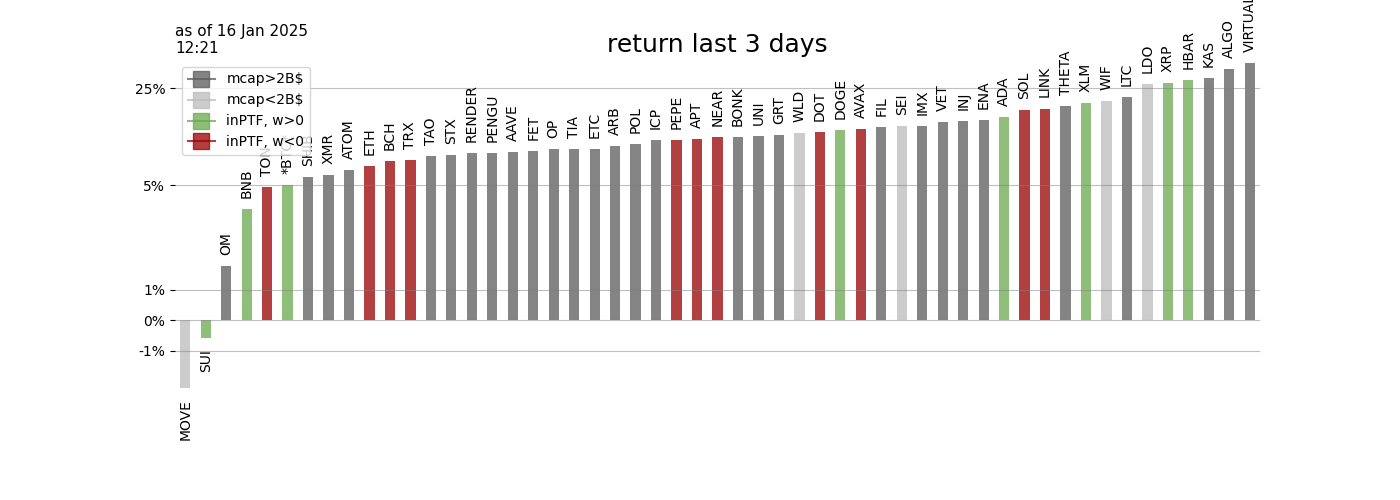 as of 16 Jan 2025
12:21
return last 3 days
mcap>2B$
mcap<2B$
inPTF, w>0
inPTF, w<0
25%
5%
1%
0%
-1%
MOVE
SUI
OM
BNB
TON
*BTC*
SHIB
XMR
ATOM
ETH
BCH
TRX
TAO
STX
RENDER
PENGU
AAVE
FET
OP
TIA
ETC
ARB
POL
ICP
PEPE
APT
NEAR
BONK
UNI
GRT
WLD
DOT
DOGE
AVAX
FIL
SEI
IMX
VET
INJ
ENA
ADA
SOL
LINK
THETA
XLM
WIF
LTC
LDO
XRP
HBAR
KAS
ALGO
VIRTUAL